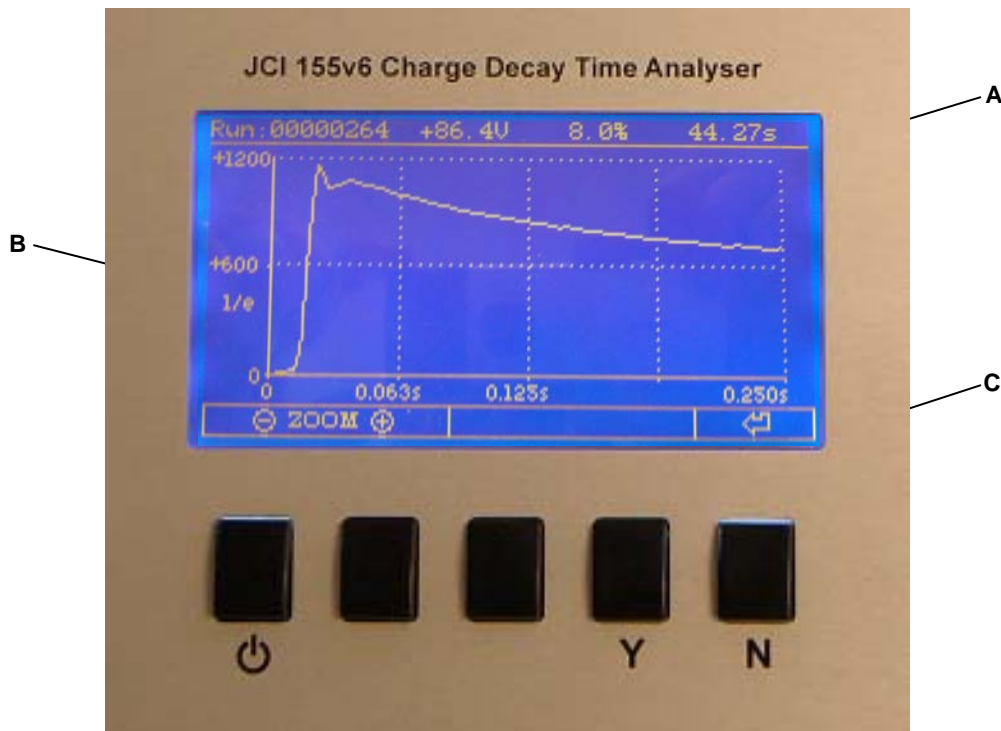 JCI 155v6 Charge Decay Time Analyser
A
Run:00000264 +86.4V 8.0% 44.27s
+1200
B
+600
1/e
0
0 0.063s 0.125s 0.250s
C
ZOOM
Y N